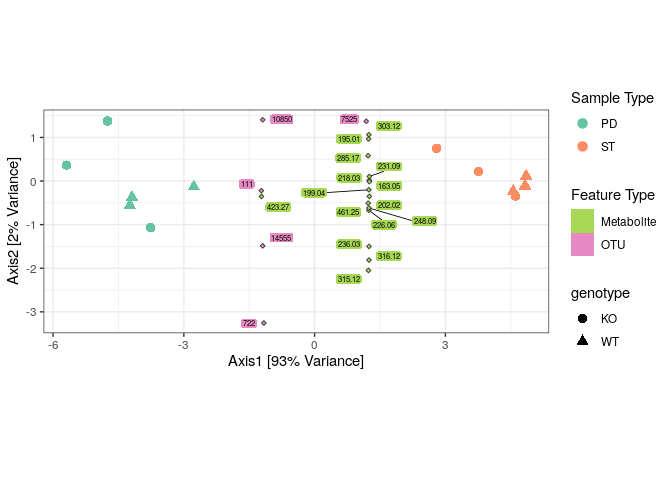 Sample Type
PD
ST
Feature Type
Metabolite
OTU
genotype
KO
WT
Axis2 [2% Variance]
1
0
-1
-2
-3
10850
7525
303.12
195.01
285.17
231.09
218.03
111
199.04
163.05
423.27
202.02
461.25
248.09
226.06
14555
236.03
316.12
315.12
722
-6
-3
0
3
Axis1 [93% Variance]